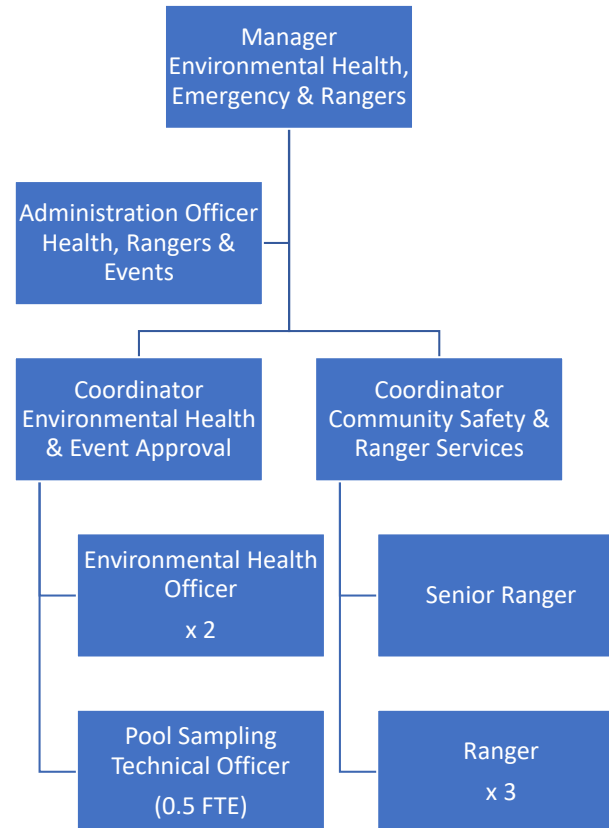 Manager
Environmental Health,
Emergency & Rangers
Administration Officer
Health, Rangers &
Events
Coordinator
Environmental Health
& Event Approval
Coordinator
Community Safety &
Ranger Services
Environmental Health
Officer
x 2
Senior Ranger
Pool Sampling
Technical Officer
(0.5 FTE)
Ranger
x 3